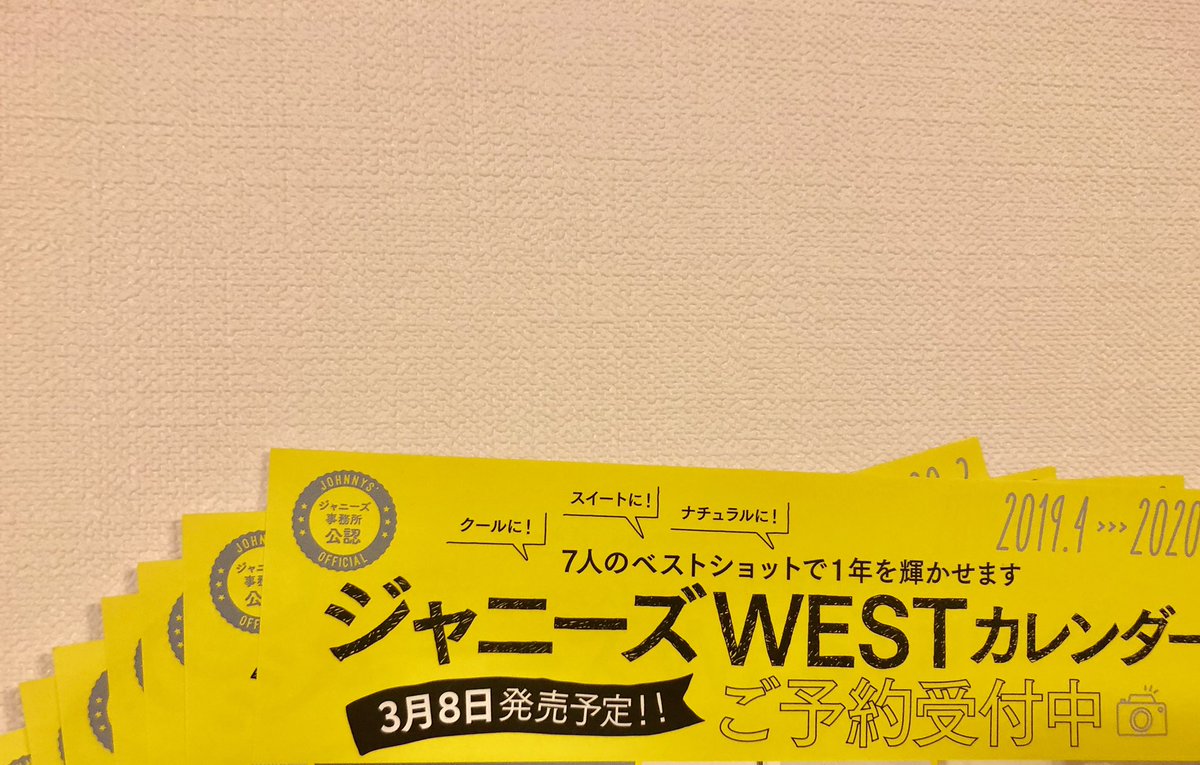 JOHNNYS'
ジャニーズ
事務所
公認
OFFICIAL
クールに!
スイートに!
ナチュラルに!
2019.4 >>> 2020
7人のベストショットで1年を輝かせます
ジャニーズWESTカレンダー
3月8日発売予定!!
ご予約受付中